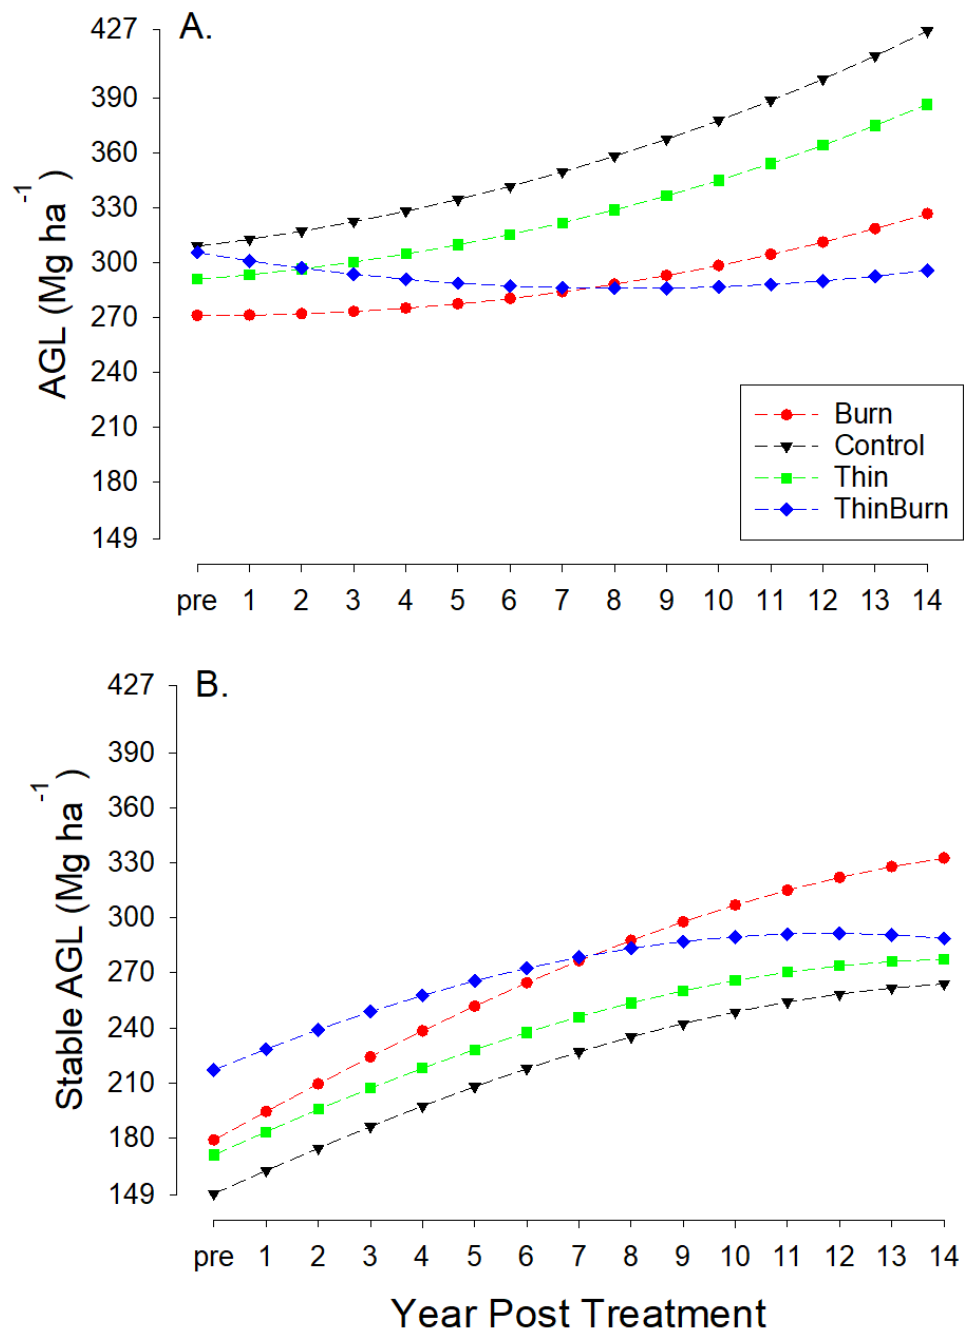 A.
427
390
360
330
300
270
240
210
180
149
AGL (Mg ha⁻¹)
Burn
Control
Thin
ThinBurn
pre 1 2 3 4 5 6 7 8 9 10 11 12 13 14
B.
427
390
360
330
300
270
240
210
180
149
Stable AGL (Mg ha⁻¹)
pre 1 2 3 4 5 6 7 8 9 10 11 12 13 14
Year Post Treatment